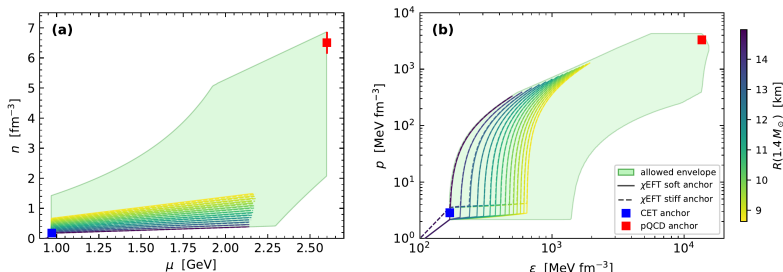 (a)
7
6
5
4
3
2
1
0
n [fm⁻³]
1.00
1.25
1.50
1.75
2.00
2.25
2.50
μ [GeV]
(b)
10⁴
10³
10²
10¹
10⁰
p [MeV fm⁻³]
10²
10³
10⁴
ε [MeV fm⁻³]
allowed envelope
χEFT soft anchor
χEFT stiff anchor
CET anchor
pQCD anchor
14
13
12
11
10
9
R(1.4 M⊙) [km]